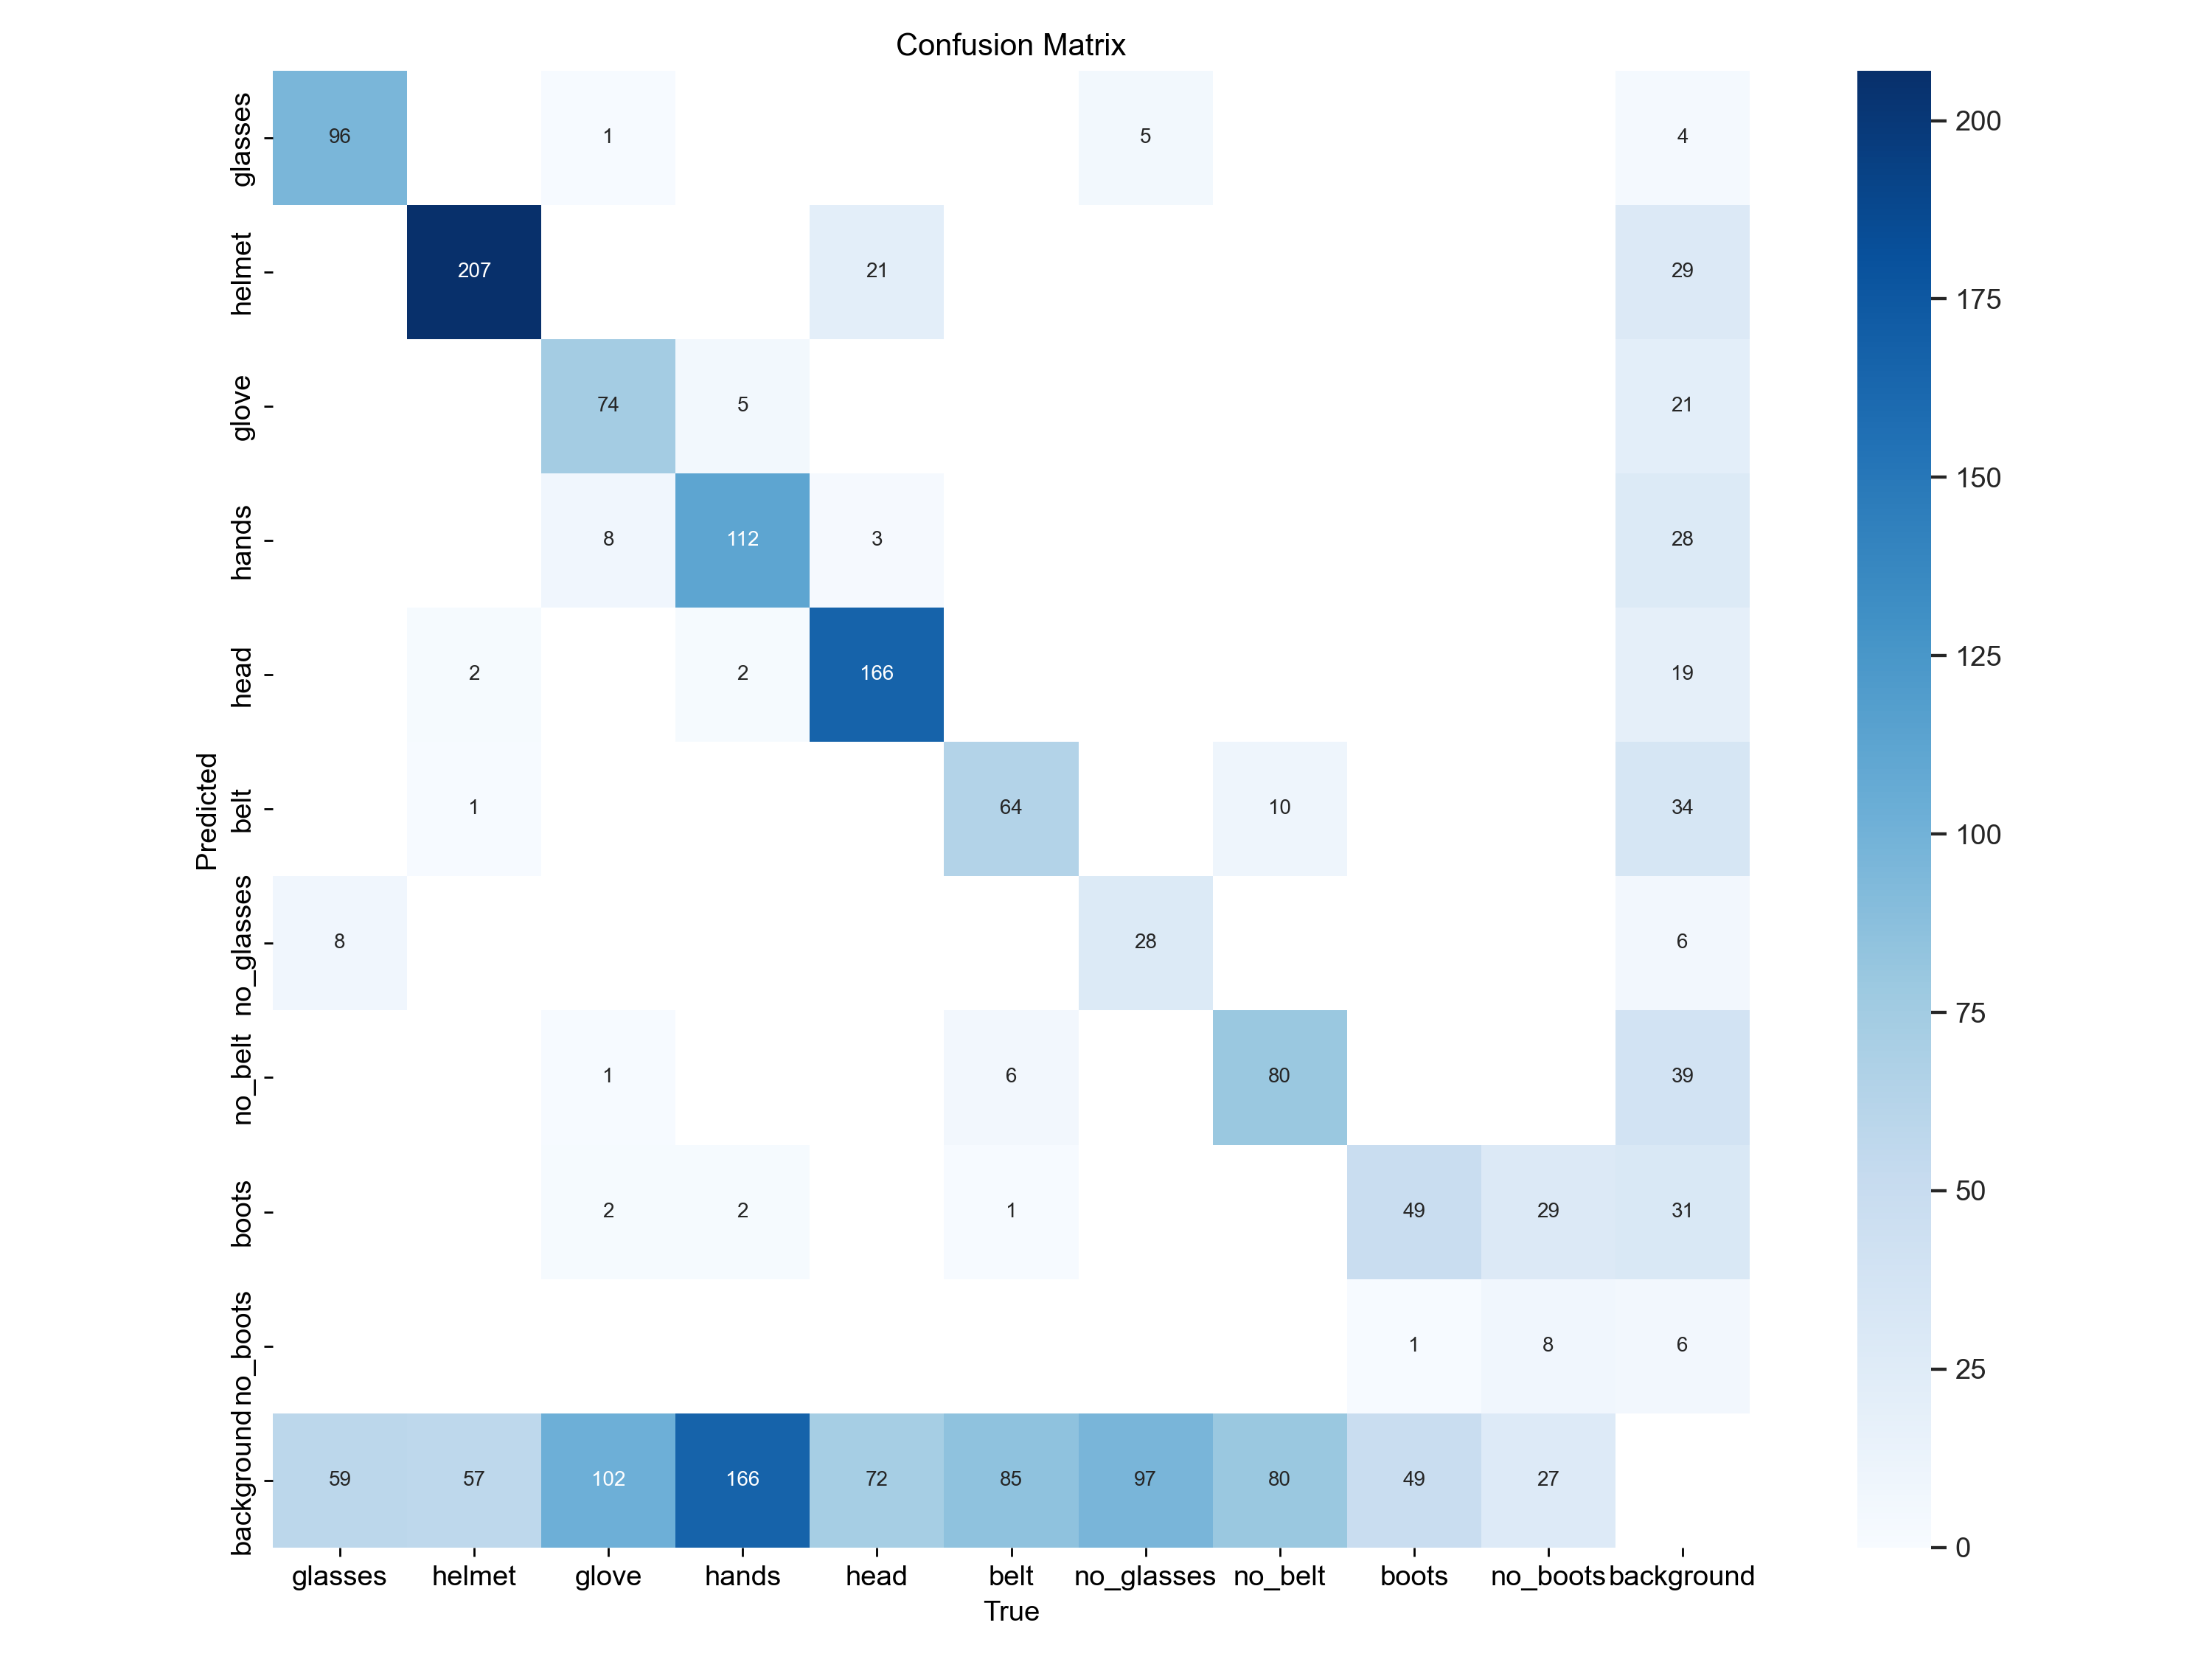 Confusion Matrix
glasses 96 1 5 4
helmet 207 21 29
glove 74 5 21
hands 8 112 3 28
head 2 2 166 19
belt 1 64 10 34
no_glasses 8 28 6
no_belt 1 6 80 39
boots 2 2 1 49 29 31
no_boots 1 8 6
background 59 57 102 166 72 85 97 80 49 27
glasses helmet glove hands head belt no_glasses no_belt boots no_boots background
True
Predicted
200
175
150
125
100
75
50
25
0